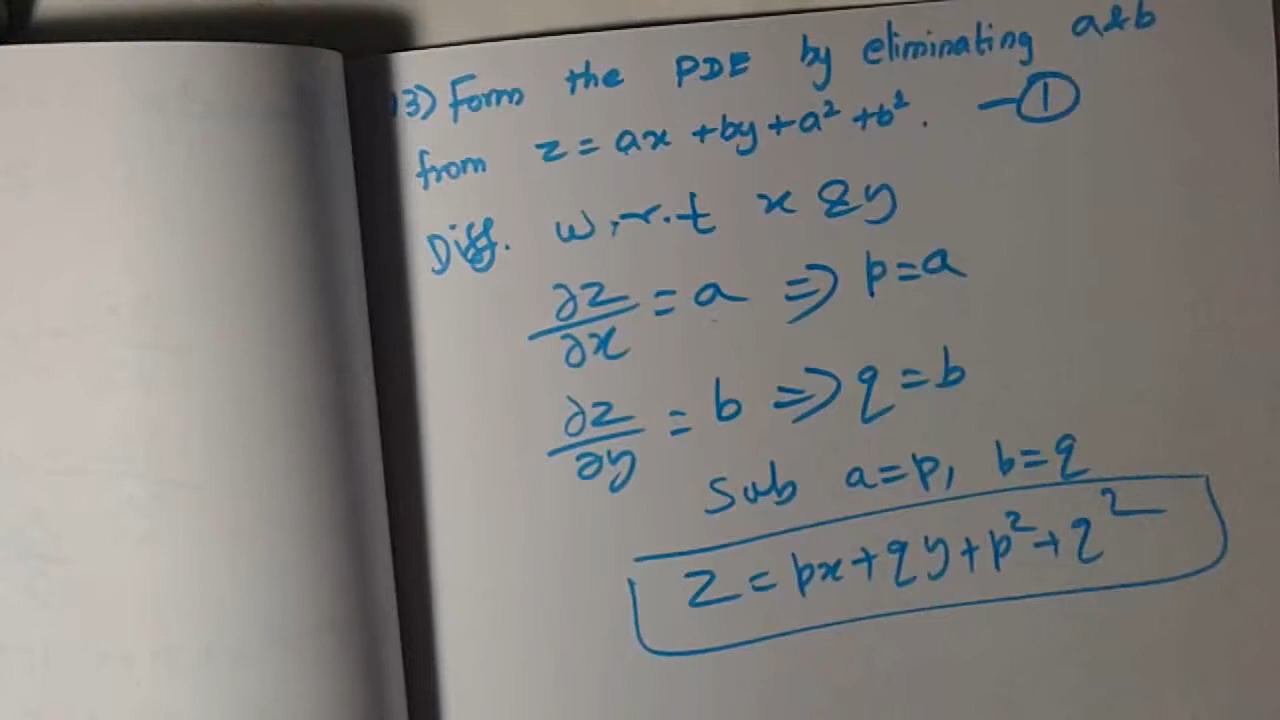 13) Form the PDE by eliminating a&b
from z = ax + by + a² + b². —①
Diff. w.r.t x & y
∂z/∂x = a ⇒ p = a
∂z/∂y = b ⇒ q = b
Sub a=p, b=q
z = px + qy + p² + q²